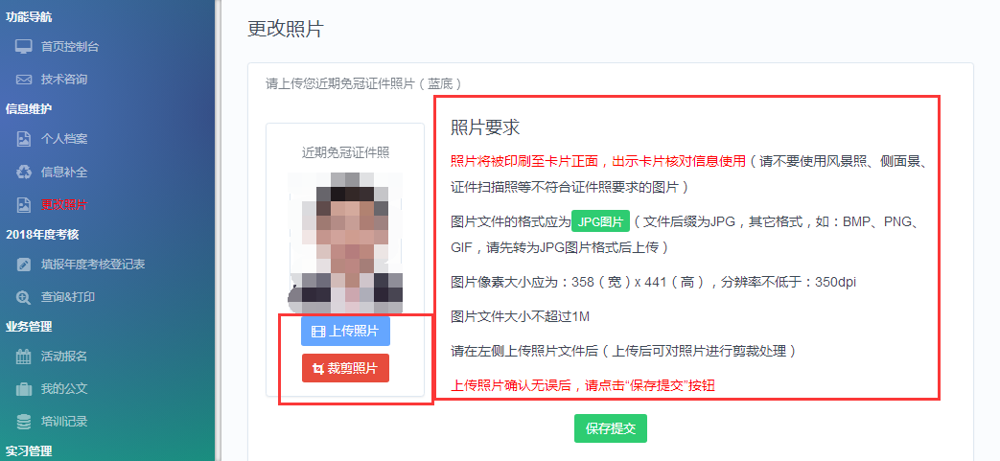 功能导航
首页控制台
技术咨询
信息维护
个人档案
信息补全
更改照片
2018年度考核
填报年度考核登记表
查询&打印
业务管理
活动报名
我的公文
培训记录
实习管理
更改照片
请上传您近期免冠证件照片（蓝底）
近期免冠证件照
上传照片
裁剪照片
照片要求
照片将被印刷至卡片正面，出示卡片核对信息使用（请不要使用风景照、侧面景、
证件扫描照等不符合证件照要求的图片）
图片文件的格式应为 JPG图片（文件后缀为JPG，其它格式，如：BMP、PNG、
GIF，请先转为JPG图片格式后上传）
图片像素大小应为：358（宽）x 441（高），分辨率不低于：350dpi
图片文件大小不超过1M
请在左侧上传照片文件后（上传后可对照片进行剪裁处理）
上传照片确认无误后，请点击“保存提交”按钮
保存提交